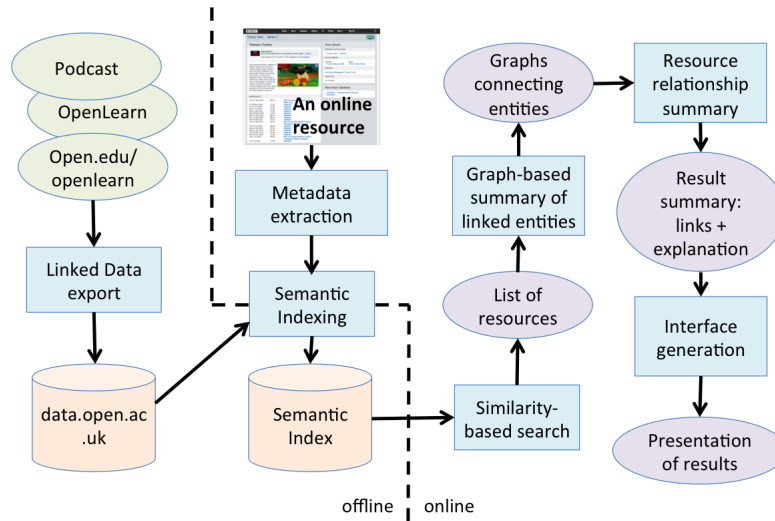 Podcast
OpenLearn
Open.edu/
openlearn
Linked Data
export
data.open.ac
.uk
An online
resource
Metadata
extraction
Semantic
Indexing
Semantic
Index
offline
online
Similarity-
based search
List of
resources
Graph-based
summary of
linked entities
Graphs
connecting
entities
Resource
relationship
summary
Result
summary:
links +
explanation
Interface
generation
Presentation
of results